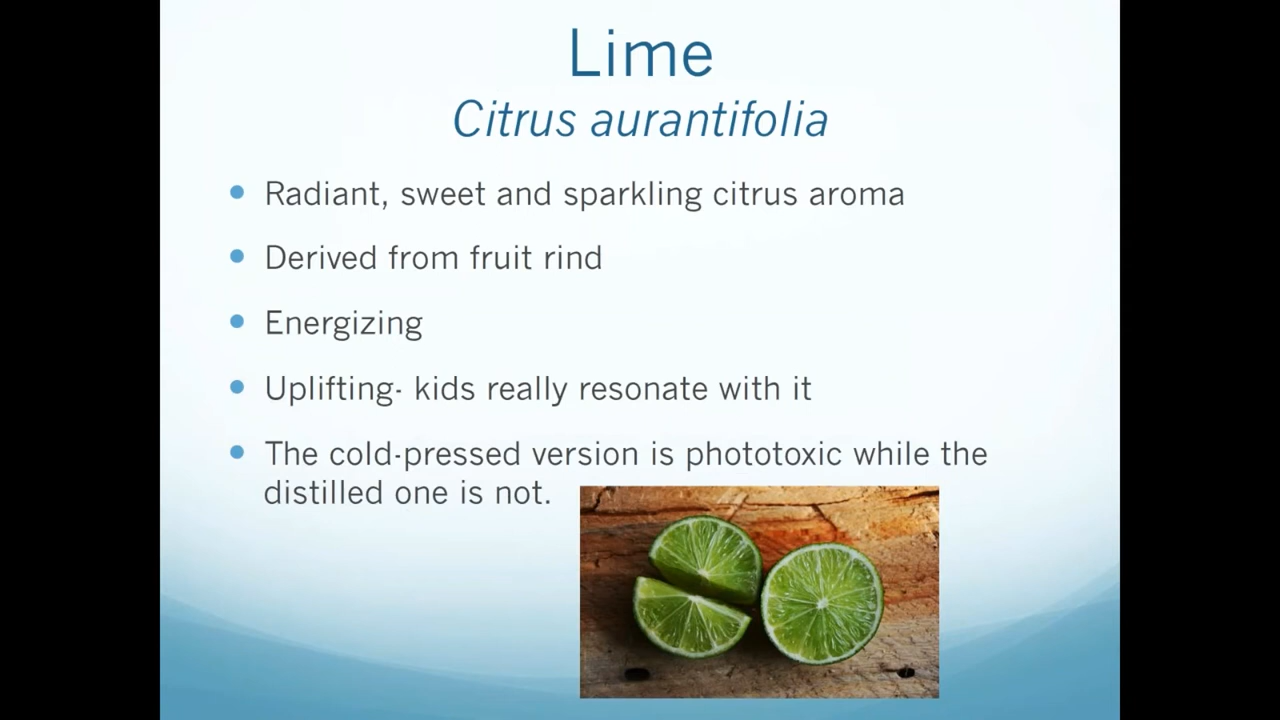 Lime
Citrus aurantifolia
Radiant, sweet and sparkling citrus aroma
Derived from fruit rind
Energizing
Uplifting- kids really resonate with it
The cold-pressed version is phototoxic while the
distilled one is not.